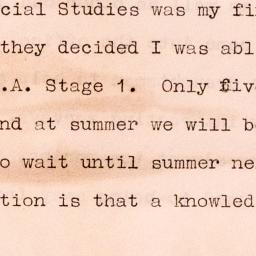 cial Studies was my fi
they decided I was abl
.A. Stage 1. Only fiv
nd at summer we will b
o wait until summer ne
tion is that a knowled